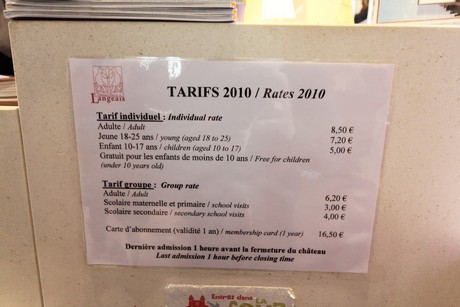 Langeais
TARIFS 2010 / Rates 2010
Tarif individuel : Individual rate
Adulte / Adult 8,50 €
Jeune 18-25 ans / young (aged 18 to 25) 7,20 €
Enfant 10-17 ans / children (aged 10 to 17) 5,00 €
Gratuit pour les enfants de moins de 10 ans / Free for children
(under 10 years old)
Tarif groupe : Group rate
Adulte / Adult 6,20 €
Scolaire maternelle et primaire / school visits 3,00 €
Scolaire secondaire / secondary school visits 4,00 €
Carte d'abonnement (validité 1 an) / membership card (1 year) 16,50 €
Dernière admission 1 heure avant la fermeture du château
Last admission 1 hour before closing time
Entrez dans LA
COUR